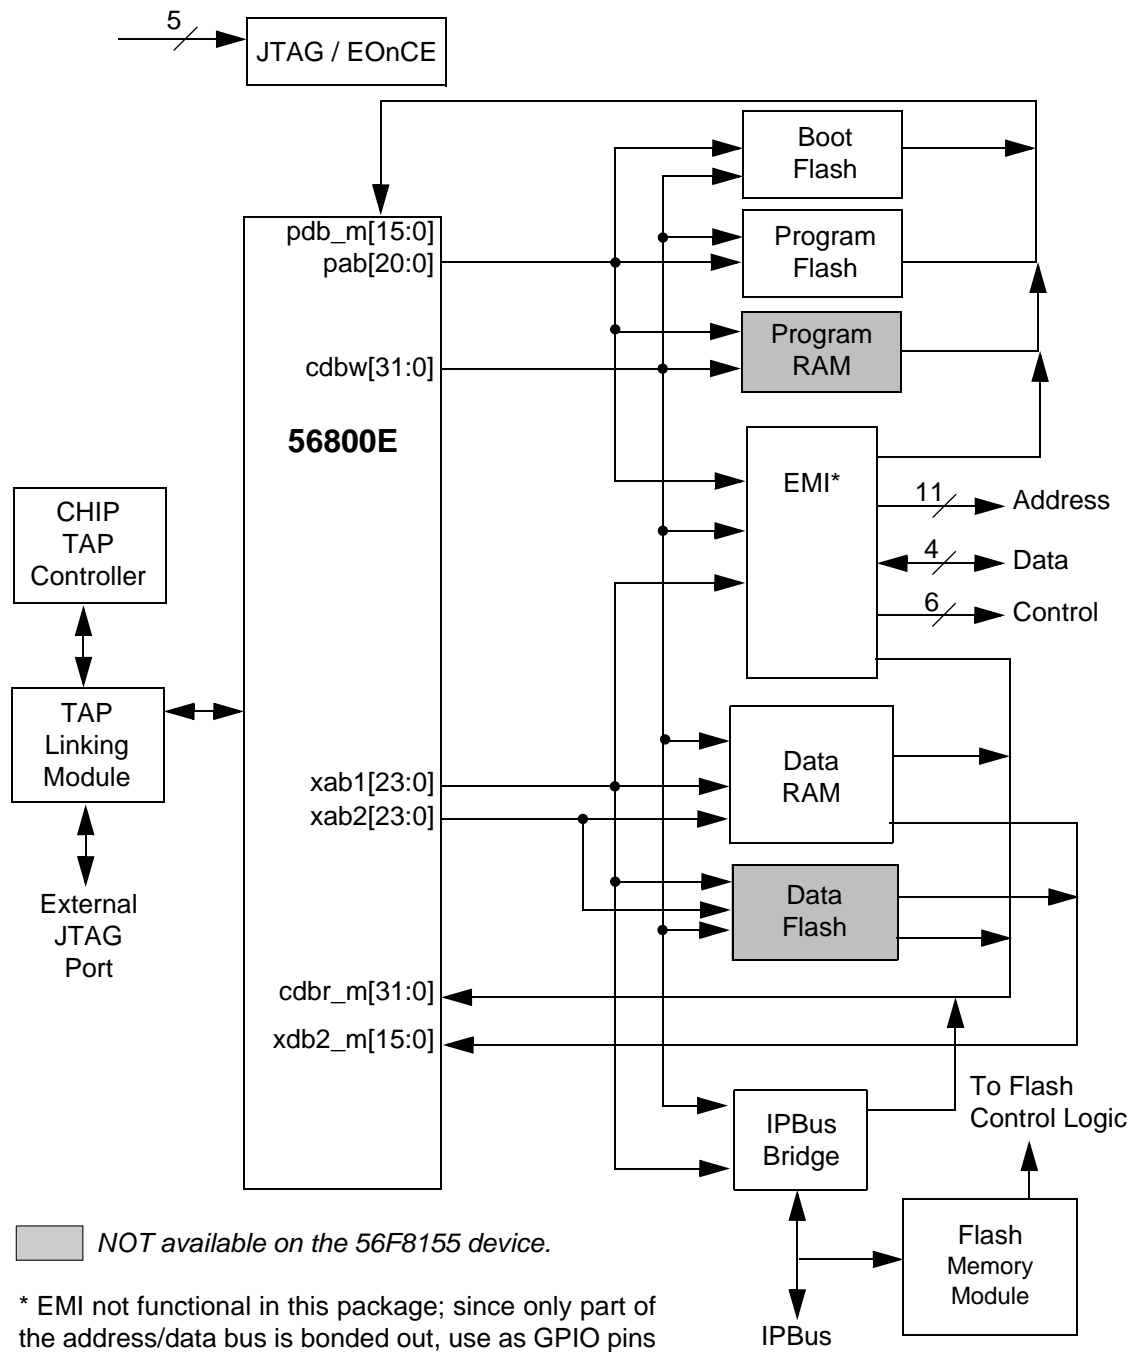 5
JTAG / EOnCE
Boot
Flash
pdb_m[15:0]
pab[20:0]
Program
Flash
Program
RAM
cdbw[31:0]
56800E
EMI*
11
Address
4
Data
6
Control
CHIP
TAP
Controller
TAP
Linking
Module
External
JTAG
Port
xab1[23:0]
xab2[23:0]
Data
RAM
Data
Flash
cdbr_m[31:0]
xdb2_m[15:0]
To Flash
Control Logic
IPBus
Bridge
Flash
Memory
Module
IPBus
NOT available on the 56F8155 device.
* EMI not functional in this package; since only part of
the address/data bus is bonded out, use as GPIO pins